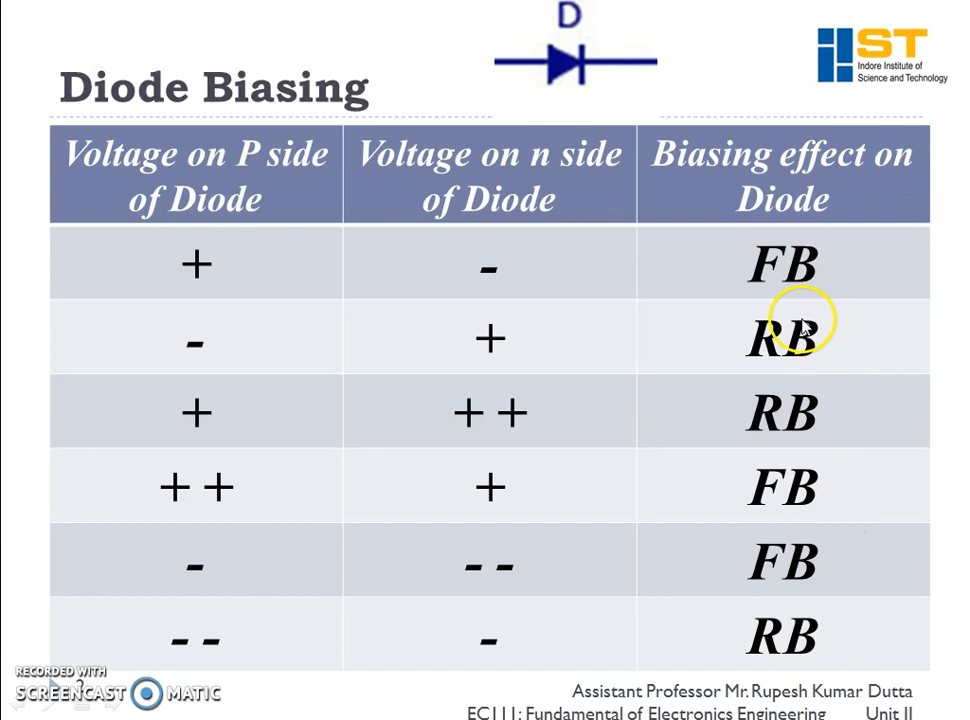 D
IIST
Indore Institute of
Science and Technology
Diode Biasing
Voltage on P side of Diode
Voltage on n side of Diode
Biasing effect on Diode
+ - FB
- + RB
+ + + RB
+ + + FB
- - - FB
- - - RB
RECORDED WITH
SCREENCAST MATIC
2
Assistant Professor Mr. Rupesh Kumar Dutta
EC111: Fundamental of Electronics Engineering Unit II